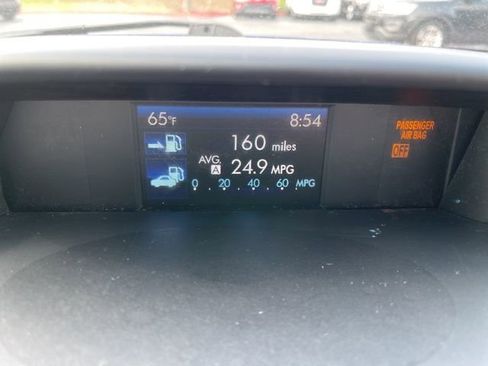 65°F 8:54
PASSENGER
AIR BAG
OFF
160 miles
AVG.
A 24.9 MPG
0 20 40 60 MPG